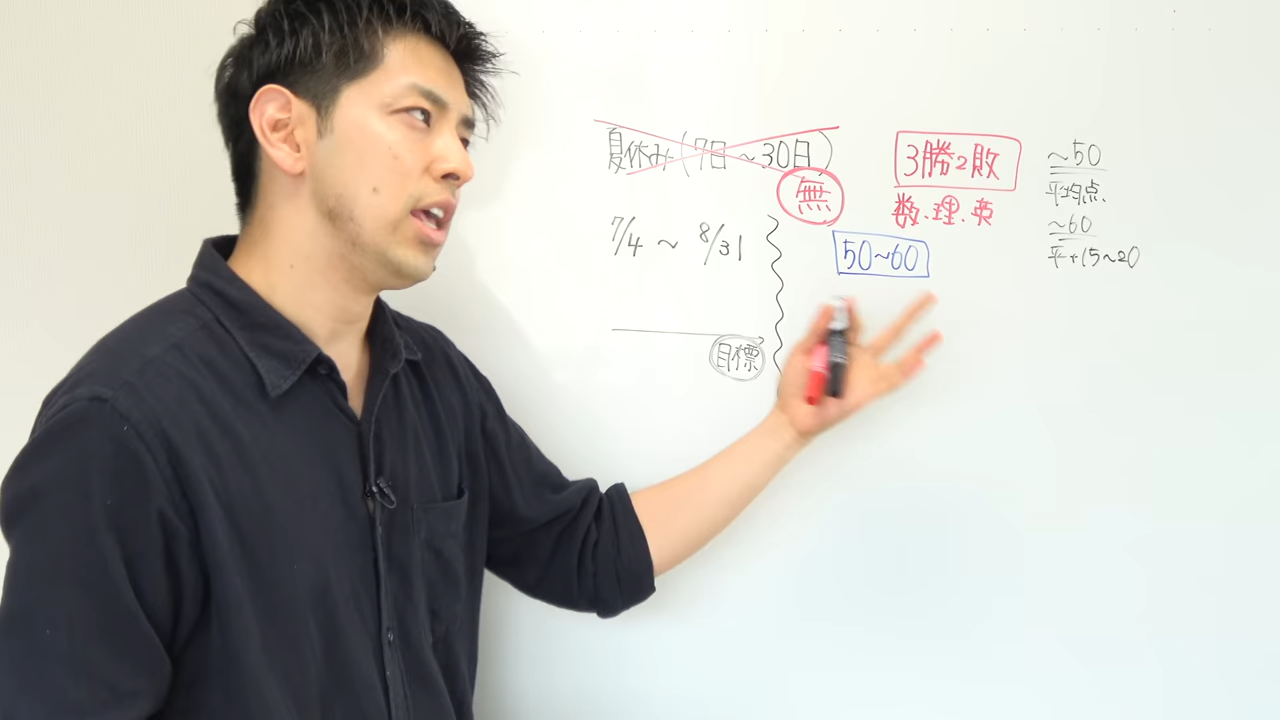 夏休み(7日~30日)
無
7/4 ~ 8/31
目標
3勝2敗
数.理.英
50~60
~50
平均点.
~60
平+15~20